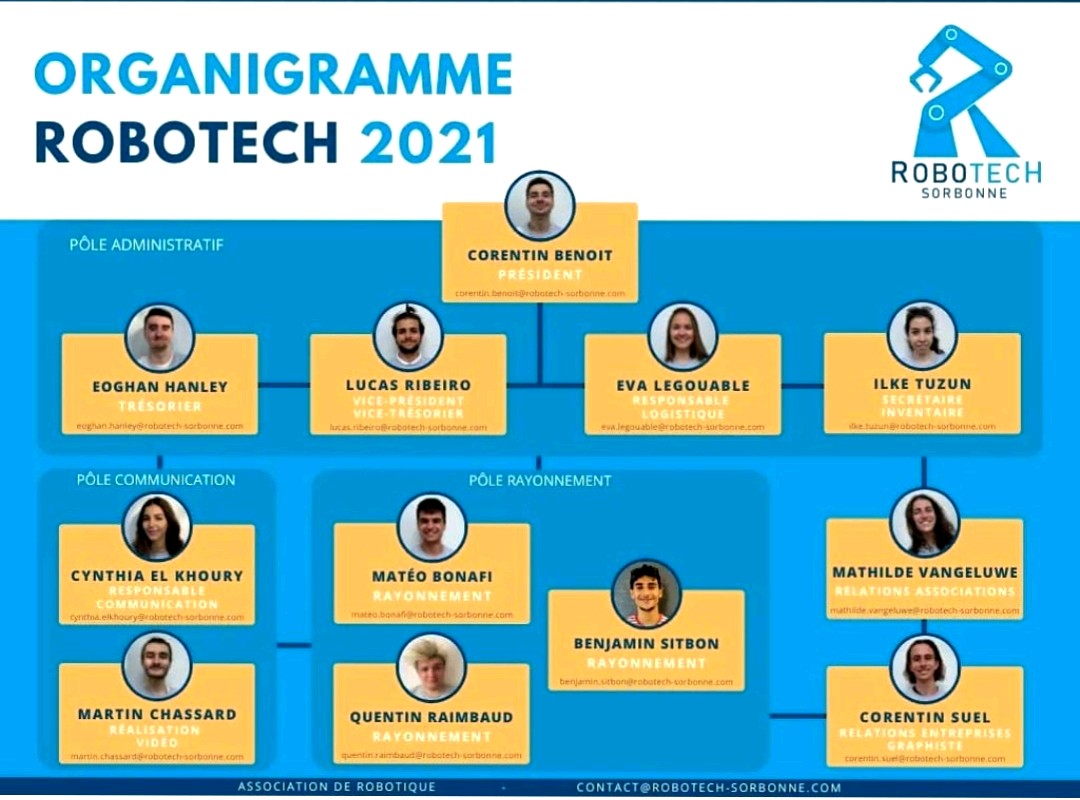 ORGANIGRAMME
ROBOTECH 2021
ROBOTECH
SORBONNE
PÔLE ADMINISTRATIF
CORENTIN BENOIT
PRÉSIDENT
corentin.benoit@robotech-sorbonne.com
EOGHAN HANLEY
TRÉSORIER
eoghan.hanley@robotech-sorbonne.com
LUCAS RIBEIRO
VICE-PRÉSIDENT
VICE-TRÉSORIER
lucas.ribeiro@robotech-sorbonne.com
EVA LEGOUABLE
RESPONSABLE
LOGISTIQUE
eva.legouable@robotech-sorbonne.com
ILKE TUZUN
SECRÉTAIRE
INVENTAIRE
ilke.tuzun@robotech-sorbonne.com
PÔLE COMMUNICATION
CYNTHIA EL KHOURY
RESPONSABLE
COMMUNICATION
cynthia.elkhoury@robotech-sorbonne.com
MARTIN CHASSARD
RÉALISATION
VIDÉO
martin.chassard@robotech-sorbonne.com
PÔLE RAYONNEMENT
MATÉO BONAFI
RAYONNEMENT
mateo.bonafi@robotech-sorbonne.com
QUENTIN RAIMBAUD
RAYONNEMENT
quentin.raimbaud@robotech-sorbonne.com
BENJAMIN SITBON
RAYONNEMENT
benjamin.sitbon@robotech-sorbonne.com
MATHILDE VANGELUWE
RELATIONS ASSOCIATIONS
mathilde.vangeluwe@robotech-sorbonne.com
CORENTIN SUEL
RELATIONS ENTREPRISES
GRAPHISTE
corentin.suel@robotech-sorbonne.com
ASSOCIATION DE ROBOTIQUE - CONTACT@ROBOTECH-SORBONNE.COM